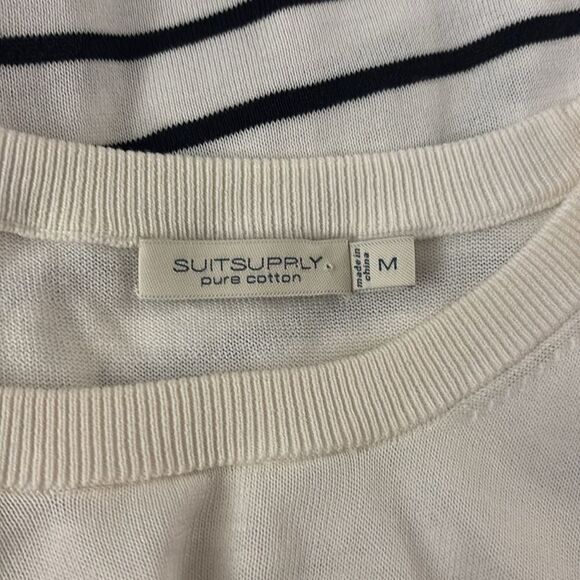 SUITSUPPLY
pure cotton
made in
china
M